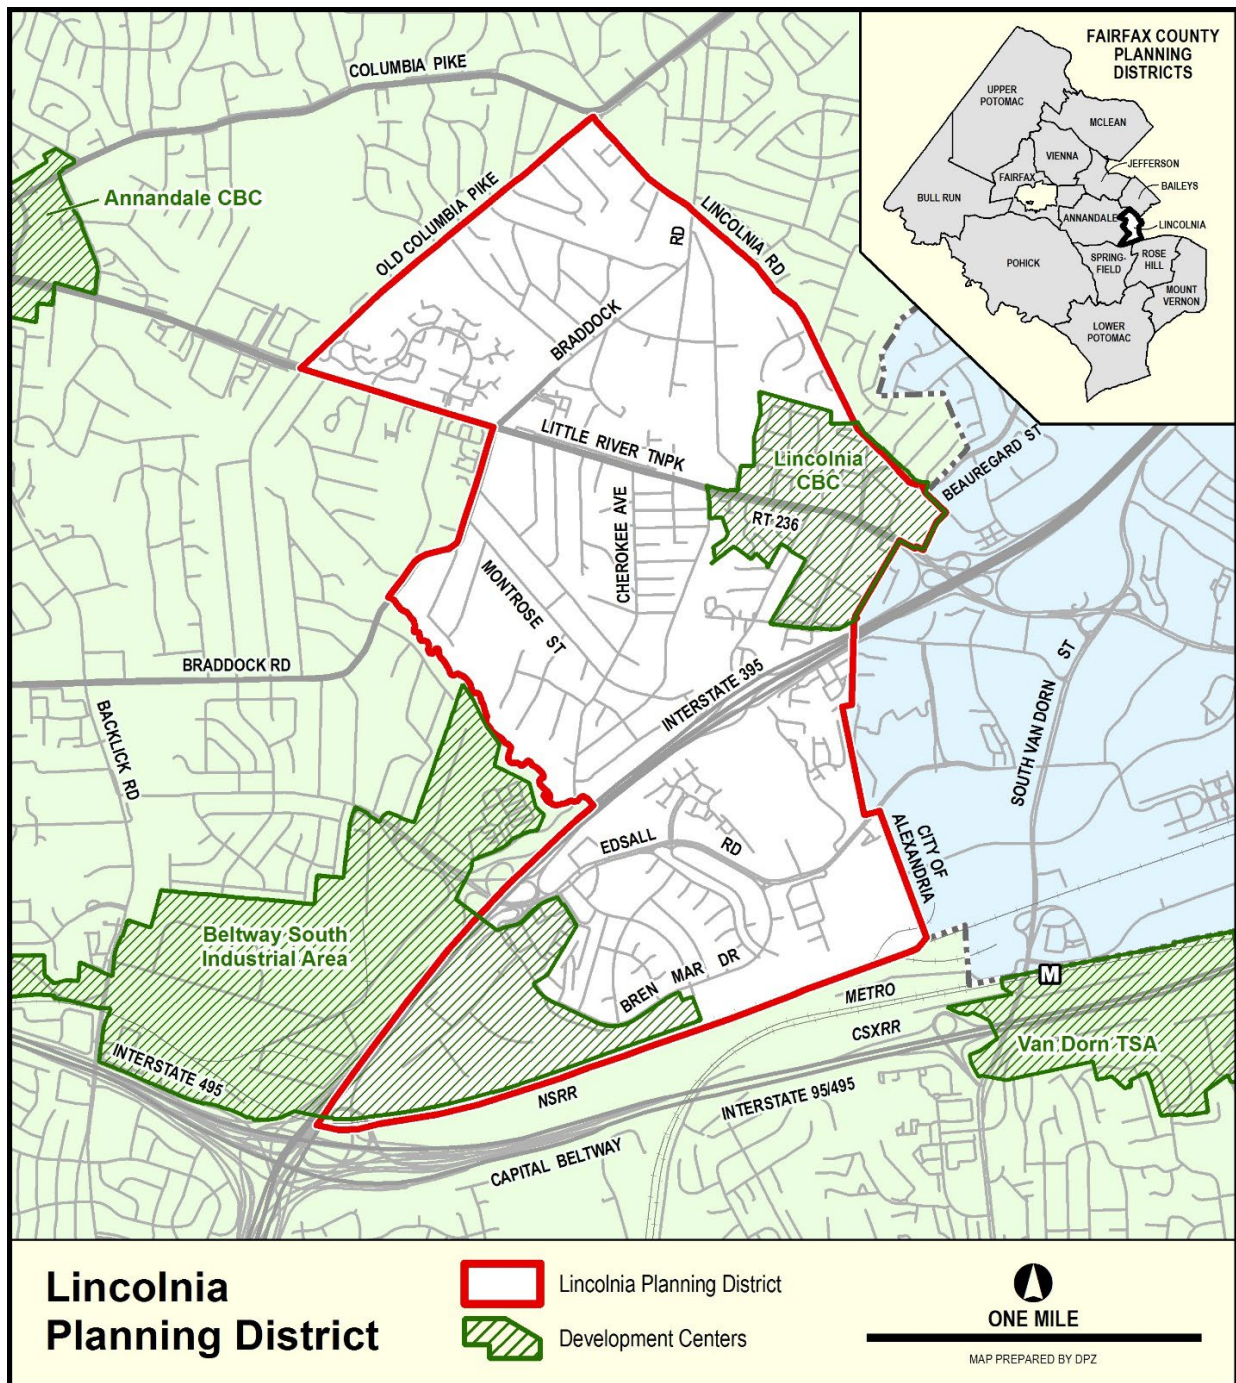 COLUMBIA PIKE
FAIRFAX COUNTY
PLANNING
DISTRICTS
UPPER
POTOMAC
MCLEAN
VIENNA
JEFFERSON
FAIRFAX
BAILEYS
BULL RUN
ANNANDALE
LINCOLNIA
POHICK
SPRING-
FIELD
ROSE
HILL
MOUNT
VERNON
LOWER
POTOMAC
Annandale CBC
OLD COLUMBIA PIKE
LINCOLNIA RD
RD
BRADDOCK
LITTLE RIVER TNPK
Lincolnia
CBC
BEAUREGARD ST
RT 236
CHEROKEE AVE
MONTROSE ST
BRADDOCK RD
BACKLICK RD
INTERSTATE 395
SOUTH VAN DORN ST
EDSALL RD
CITY OF
ALEXANDRIA
Beltway South
Industrial Area
BREN MAR DR
M
METRO
CSXRR
Van Dorn TSA
INTERSTATE 495
NSRR
INTERSTATE 95/495
CAPITAL BELTWAY
Lincolnia
Planning District
Lincolnia Planning District
Development Centers
ONE MILE
MAP PREPARED BY DPZ